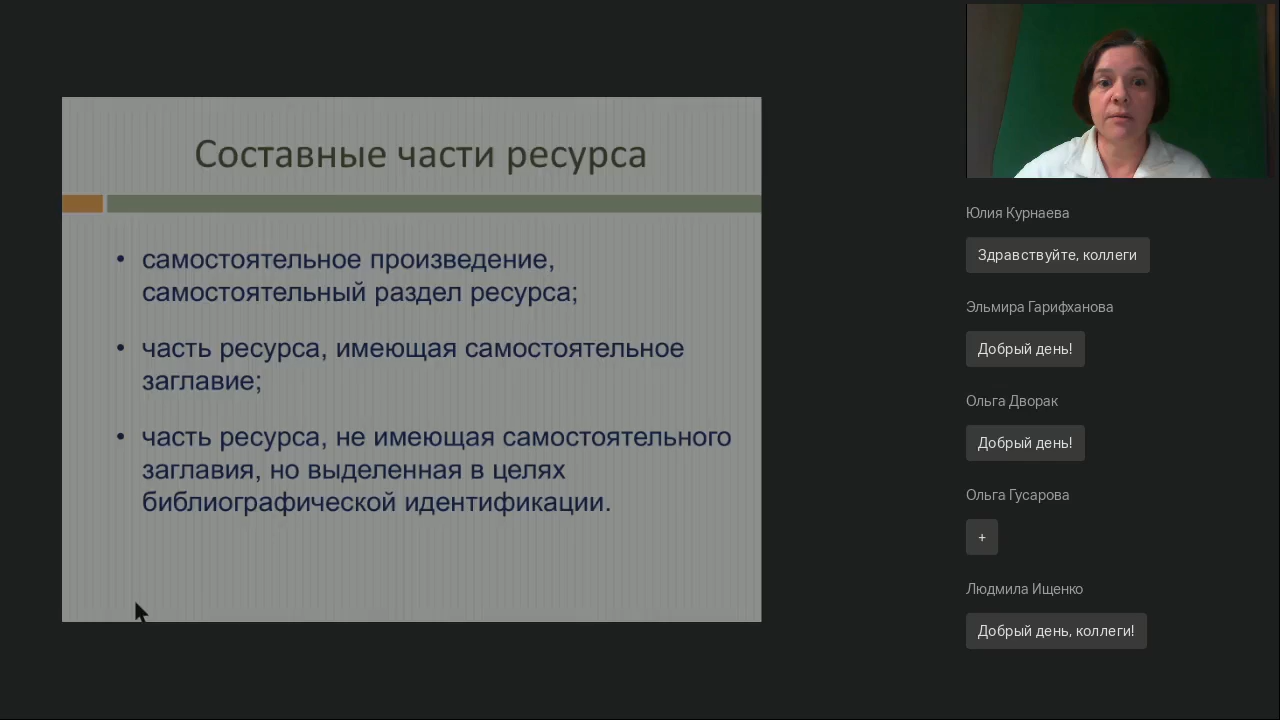 Составные части ресурса
• самостоятельное произведение,
самостоятельный раздел ресурса;
• часть ресурса, имеющая самостоятельное
заглавие;
• часть ресурса, не имеющая самостоятельного
заглавия, но выделенная в целях
библиографической идентификации.
Юлия Курнаева
Здравствуйте, коллеги
Эльмира Гарифханова
Добрый день!
Ольга Дворак
Добрый день!
Ольга Гусарова
+
Людмила Ищенко
Добрый день, коллеги!